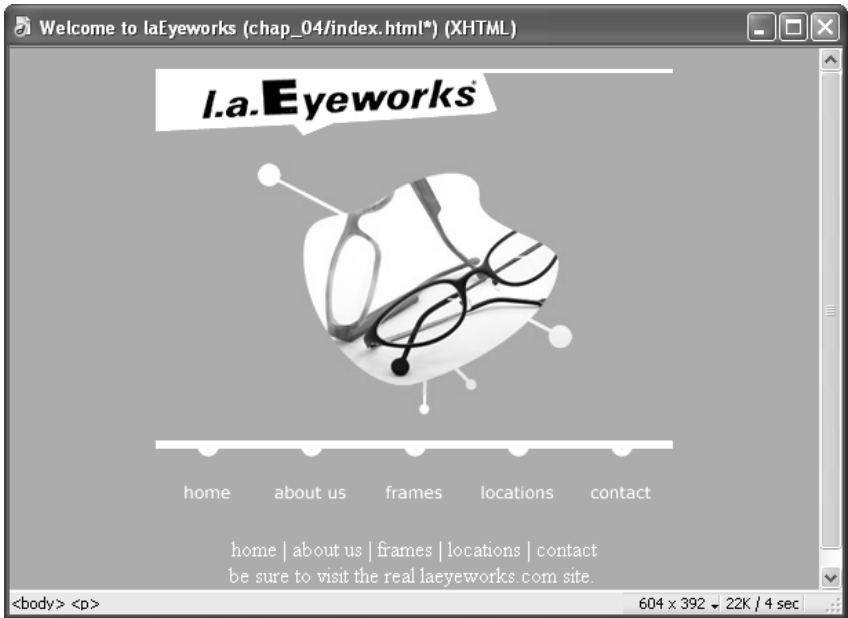 Welcome to laEyeworks (chap_04/index.html*) (XHTML)
l.a.Eyeworks
home about us frames locations contact
home | about us | frames | locations | contact
be sure to visit the real laeyeworks.com site.
<body> <p> 604 x 392 22K / 4 sec